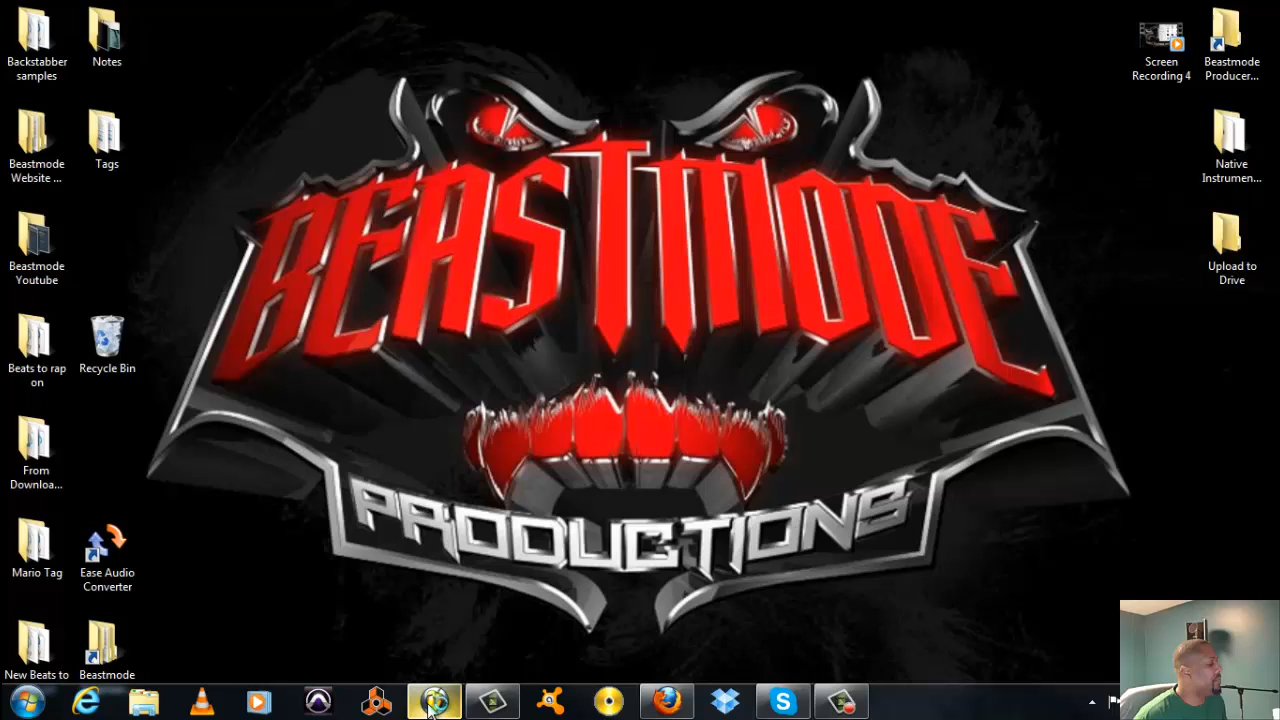 Backstabber
samples
Notes
Beastmode
Website ...
Tags
Beastmode
Youtube
Beats to rap
on
Recycle Bin
From
Downloa...
Mario Tag
Ease Audio
Converter
New Beats to
Beastmode
BEASTMODE
PRODUCTIONS
Screen
Recording 4
Beastmode
Producer...
Native
Instrumen...
Upload to
Drive